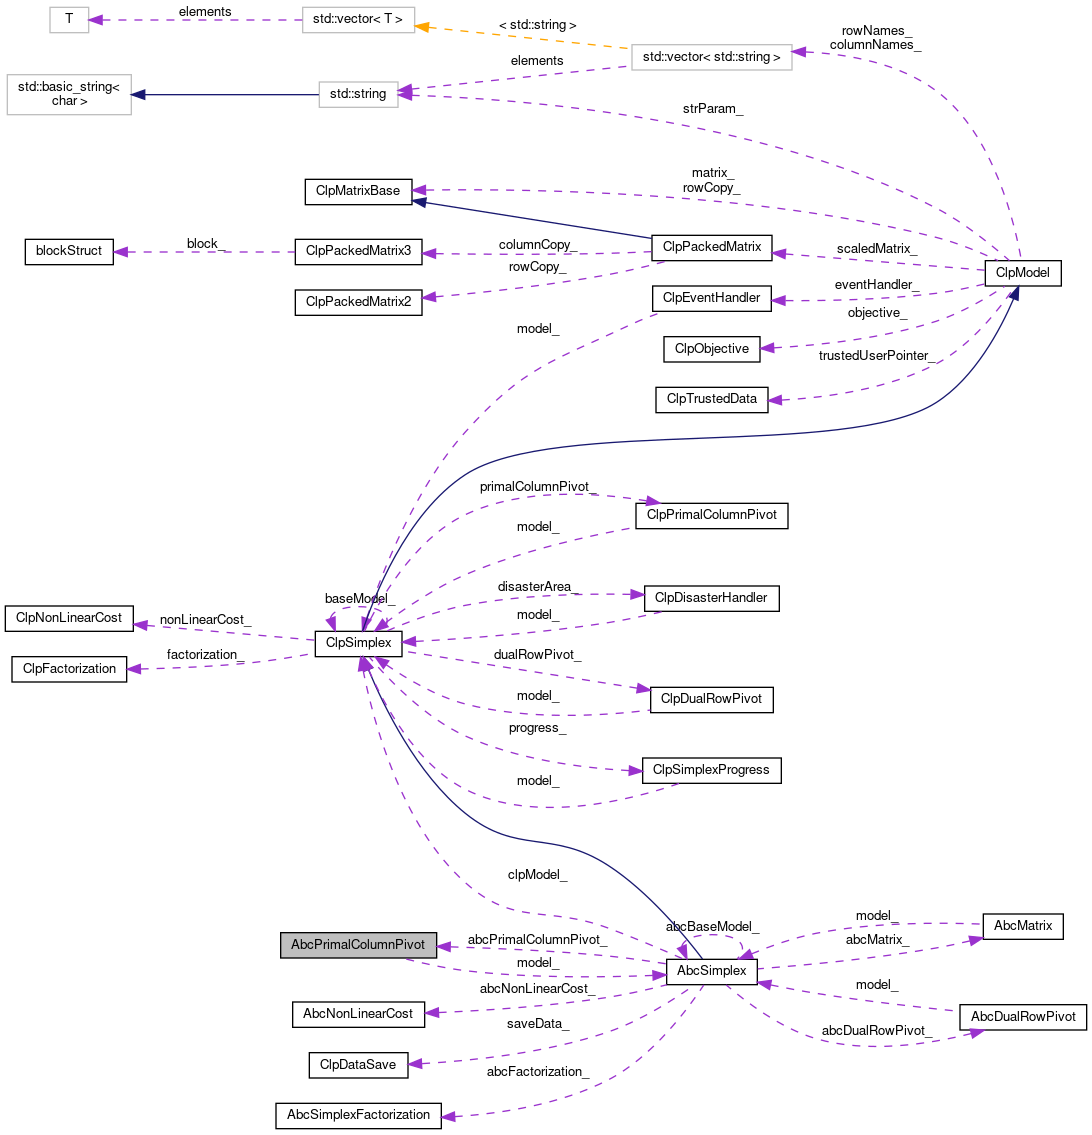 T
elements
std::vector< T >
< std::string >
rowNames_
columnNames_
std::vector< std::string >
elements
std::basic_string<
char >
std::string
strParam_
ClpMatrixBase
matrix_
rowCopy_
blockStruct
block_
ClpPackedMatrix3
columnCopy_
ClpPackedMatrix
scaledMatrix_
ClpModel
rowCopy_
ClpPackedMatrix2
ClpEventHandler
eventHandler_
objective_
model_
ClpObjective
trustedUserPointer_
ClpTrustedData
primalColumnPivot_
ClpPrimalColumnPivot
model_
disasterArea_
ClpDisasterHandler
baseModel_
model_
ClpNonLinearCost
nonLinearCost_
ClpSimplex
factorization_
ClpFactorization
dualRowPivot_
ClpDualRowPivot
model_
progress_
ClpSimplexProgress
model_
clpModel_
AbcPrimalColumnPivot
abcPrimalColumnPivot_
abcBaseModel_
model_
AbcMatrix
abcMatrix_
model_
AbcSimplex
abcNonLinearCost_
model_
AbcNonLinearCost
saveData_
abcDualRowPivot_
AbcDualRowPivot
ClpDataSave
abcFactorization_
AbcSimplexFactorization